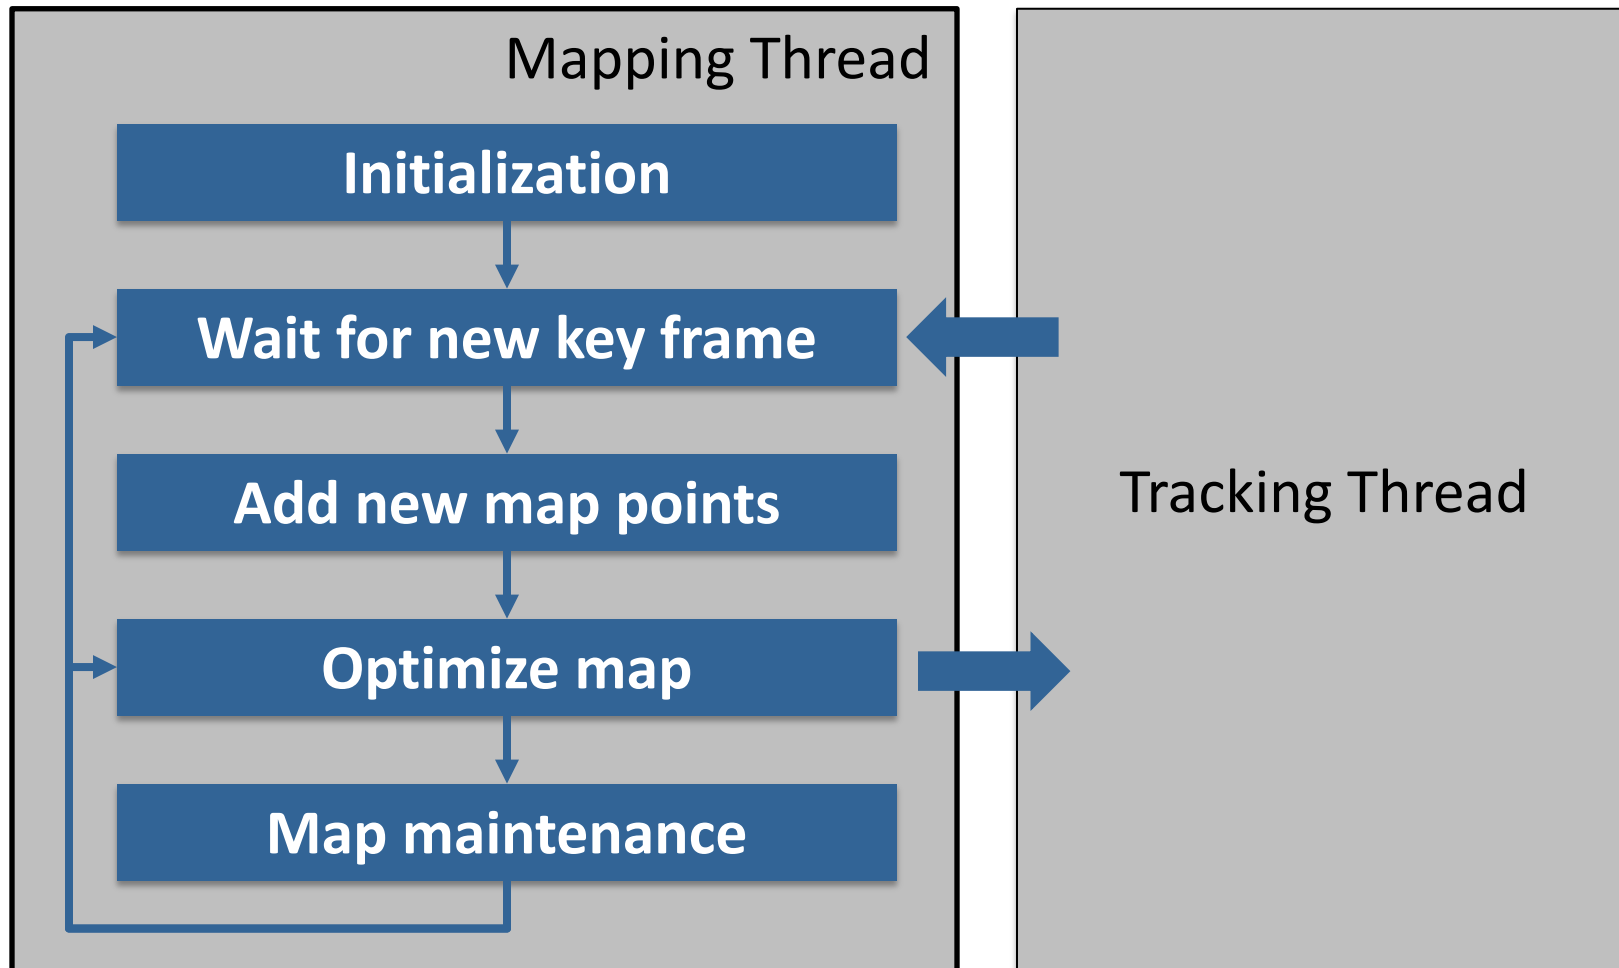 Mapping Thread
Initialization
Wait for new key frame
Add new map points
Optimize map
Map maintenance
Tracking Thread